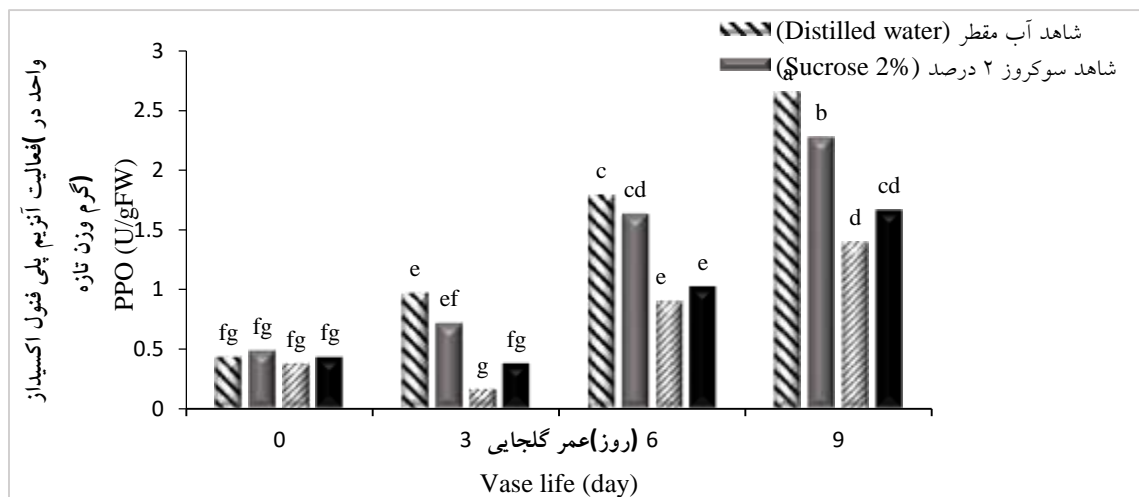 شاهد آب مقطر (Distilled water)
شاهد سوکروز ۲ درصد (Sucrose 2%)
واحد در )فعالیت آنزیم پلی فنول اکسیداز
(گرم وزن تازه
PPO (U/gFW)
3
2.5
2
1.5
1
0.5
0
fg fg fg fg
e ef g fg
c cd e e
a b d cd
0 3 6 9
عمر گلجایی(روز)
Vase life (day)